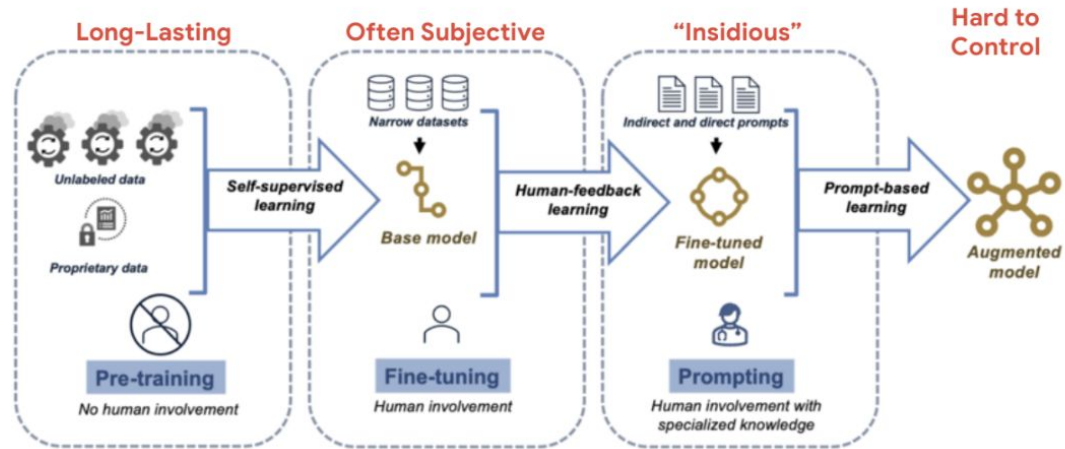 Long-Lasting
Often Subjective
“Insidious”
Hard to
Control
Unlabeled data
Proprietary data
Pre-training
No human involvement
Self-supervised
learning
Narrow datasets
Base model
Fine-tuning
Human involvement
Human-feedback
learning
Indirect and direct prompts
Fine-tuned
model
Prompting
Human involvement with
specialized knowledge
Prompt-based
learning
Augmented
model